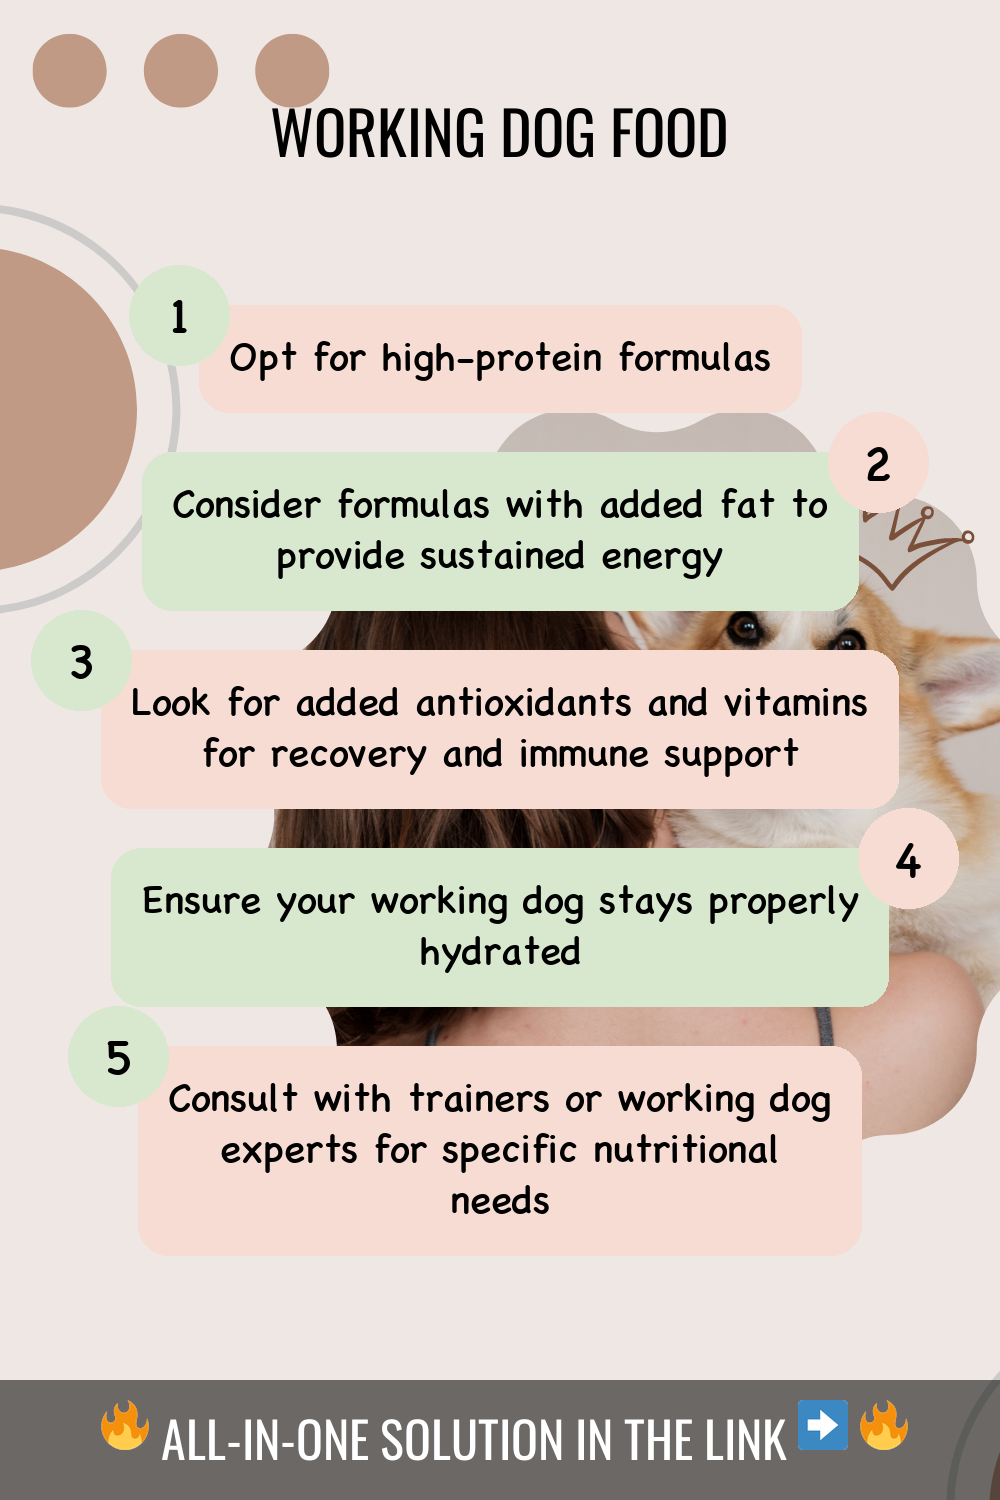 WORKING DOG FOOD
1
Opt for high-protein formulas
2
Consider formulas with added fat to
provide sustained energy
3
Look for added antioxidants and vitamins
for recovery and immune support
4
Ensure your working dog stays properly
hydrated
5
Consult with trainers or working dog
experts for specific nutritional
needs
🔥 ALL-IN-ONE SOLUTION IN THE LINK ➡️ 🔥